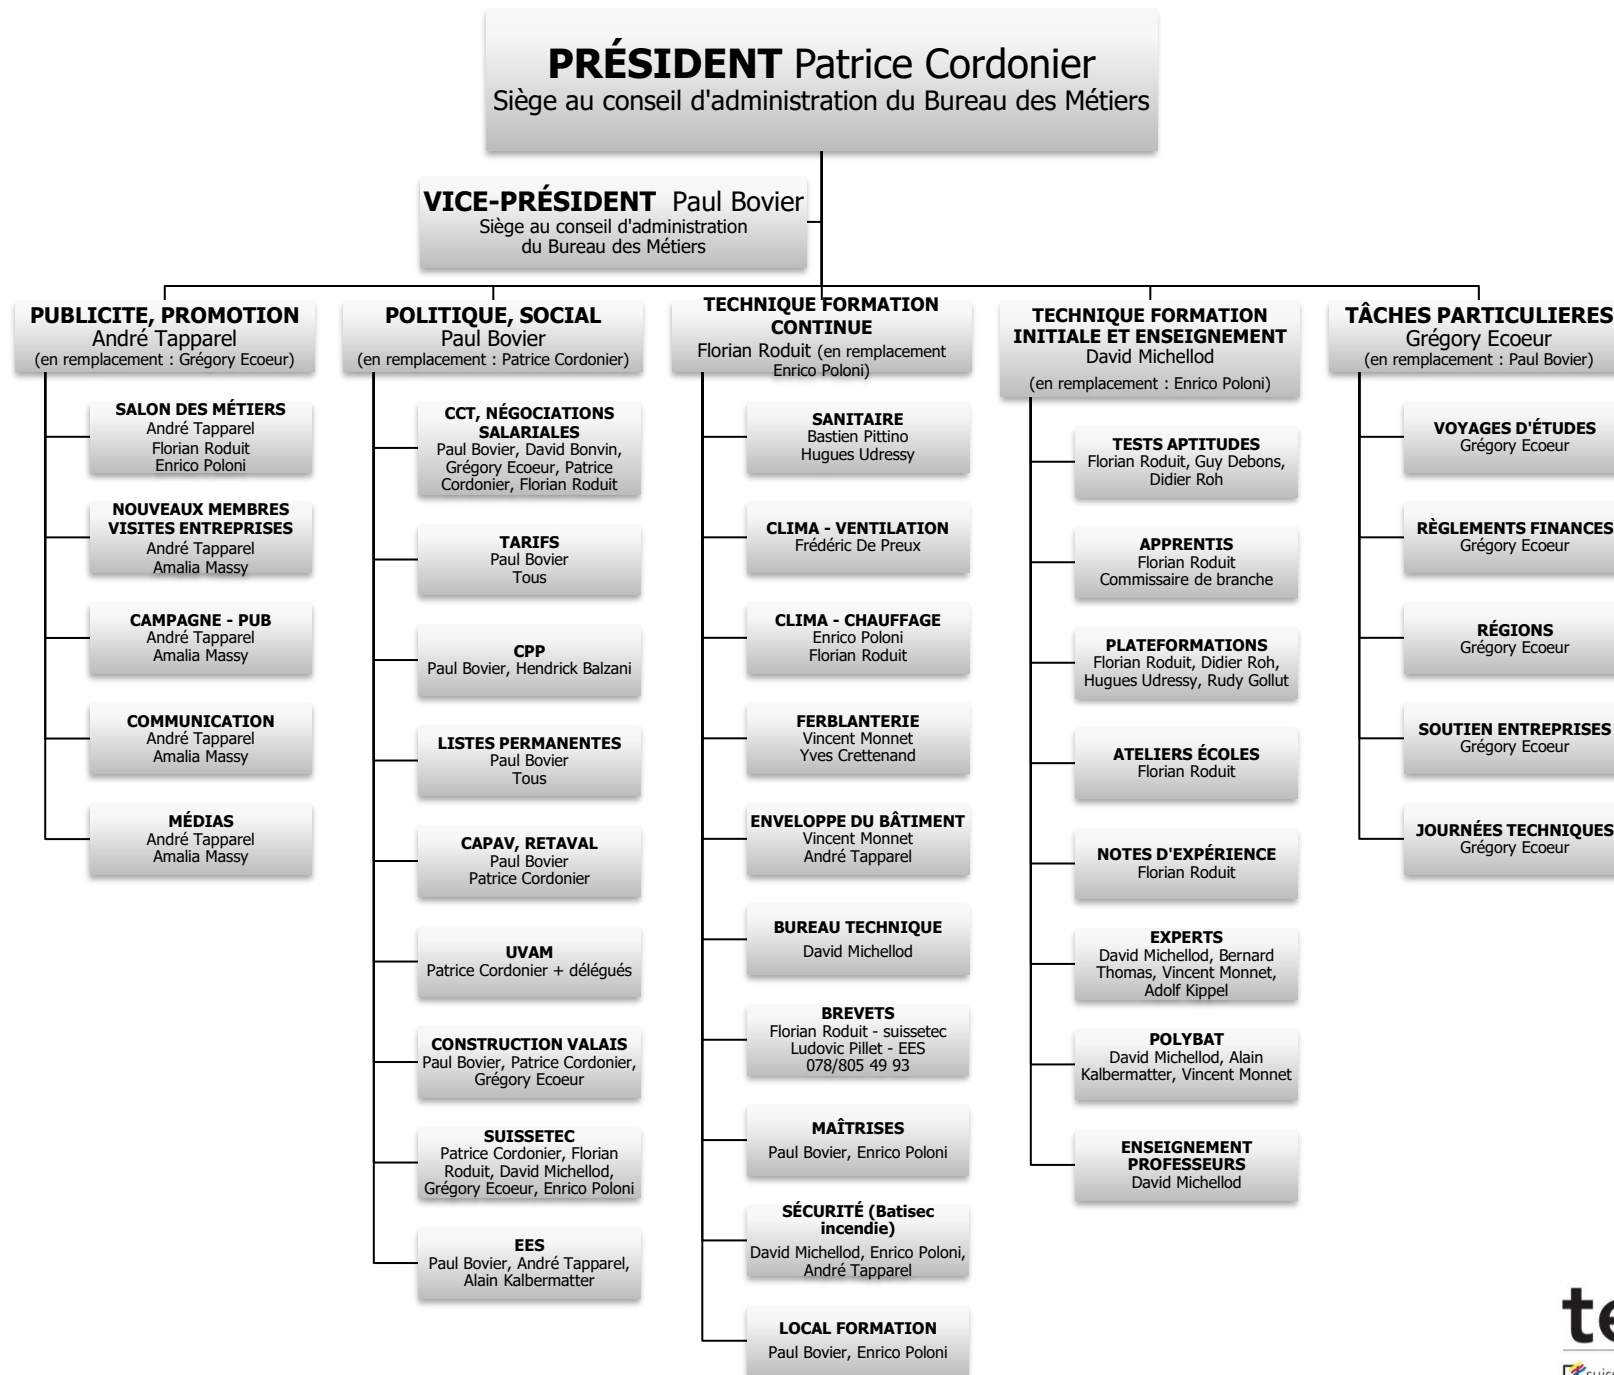 PRÉSIDENT Patrice Cordonier
Siège au conseil d'administration du Bureau des Métiers
VICE-PRÉSIDENT Paul Bovier
Siège au conseil d'administration
du Bureau des Métiers
PUBLICITE, PROMOTION
André Tapparel
(en remplacement : Grégory Ecoeur)
SALON DES MÉTIERS
André Tapparel
Florian Roduit
Enrico Poloni
NOUVEAUX MEMBRES
VISITES ENTREPRISES
André Tapparel
Amalia Massy
CAMPAGNE - PUB
André Tapparel
Amalia Massy
COMMUNICATION
André Tapparel
Amalia Massy
MÉDIAS
André Tapparel
Amalia Massy
POLITIQUE, SOCIAL
Paul Bovier
(en remplacement : Patrice Cordonier)
CCT, NÉGOCIATIONS
SALARIALES
Paul Bovier, David Bonvin,
Grégory Ecoeur, Patrice
Cordonier, Florian Roduit
TARIFS
Paul Bovier
Tous
CPP
Paul Bovier, Hendrick Balzani
LISTES PERMANENTES
Paul Bovier
Tous
CAPAV, RETAVAL
Paul Bovier
Patrice Cordonier
UVAM
Patrice Cordonier + délégués
CONSTRUCTION VALAIS
Paul Bovier, Patrice Cordonier,
Grégory Ecoeur
SUISSETEC
Patrice Cordonier, Florian
Roduit, David Michellod,
Grégory Ecoeur, Enrico Poloni
EES
Paul Bovier, André Tapparel,
Alain Kalbermatter
TECHNIQUE FORMATION
CONTINUE
Florian Roduit (en remplacement
Enrico Poloni)
SANITAIRE
Bastien Pittino
Hugues Udressy
CLIMA - VENTILATION
Frédéric De Preux
CLIMA - CHAUFFAGE
Enrico Poloni
Florian Roduit
FERBLANTERIE
Vincent Monnet
Yves Crettenand
ENVELOPPE DU BÂTIMENT
Vincent Monnet
André Tapparel
BUREAU TECHNIQUE
David Michellod
BREVETS
Florian Roduit - suissetec
Ludovic Pillet - EES
078/805 49 93
MAÎTRISES
Paul Bovier, Enrico Poloni
SÉCURITÉ (Batisec
incendie)
David Michellod, Enrico Poloni,
André Tapparel
LOCAL FORMATION
Paul Bovier, Enrico Poloni
TECHNIQUE FORMATION
INITIALE ET ENSEIGNEMENT
David Michellod
(en remplacement : Enrico Poloni)
TESTS APTITUDES
Florian Roduit, Guy Debons,
Didier Roh
APPRENTIS
Florian Roduit
Commissaire de branche
PLATEFORMATIONS
Florian Roduit, Didier Roh,
Hugues Udressy, Rudy Gollut
ATELIERS ÉCOLES
Florian Roduit
NOTES D'EXPÉRIENCE
Florian Roduit
EXPERTS
David Michellod, Bernard
Thomas, Vincent Monnet,
Adolf Kippel
POLYBAT
David Michellod, Alain
Kalbermatter, Vincent Monnet
ENSEIGNEMENT
PROFESSEURS
David Michellod
TÂCHES PARTICULIERES
Grégory Ecoeur
(en remplacement : Paul Bovier)
VOYAGES D'ÉTUDES
Grégory Ecoeur
RÈGLEMENTS FINANCES
Grégory Ecoeur
RÉGIONS
Grégory Ecoeur
SOUTIEN ENTREPRISES
Grégory Ecoeur
JOURNÉES TECHNIQUES
Grégory Ecoeur